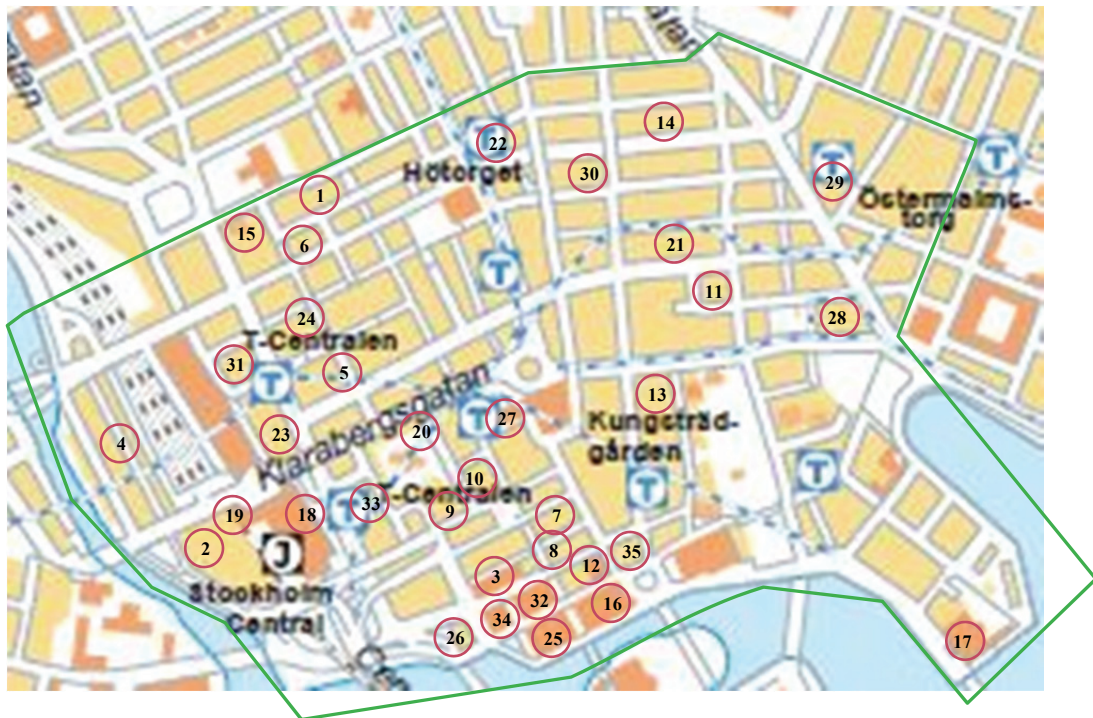 14
22
Hötorget
30
29
Östermalms-
torg
1
15
6
21
11
28
24
T-Centralen
31
5
13
Kungsträd-
gården
Klarabergsgatan
27
20
23
4
10
T-Centralen
33
9
19
18
7
2
J
8
35
12
3
Stockholm
Central
32
16
34
26
25
17
T
T
T
T
T
T
T